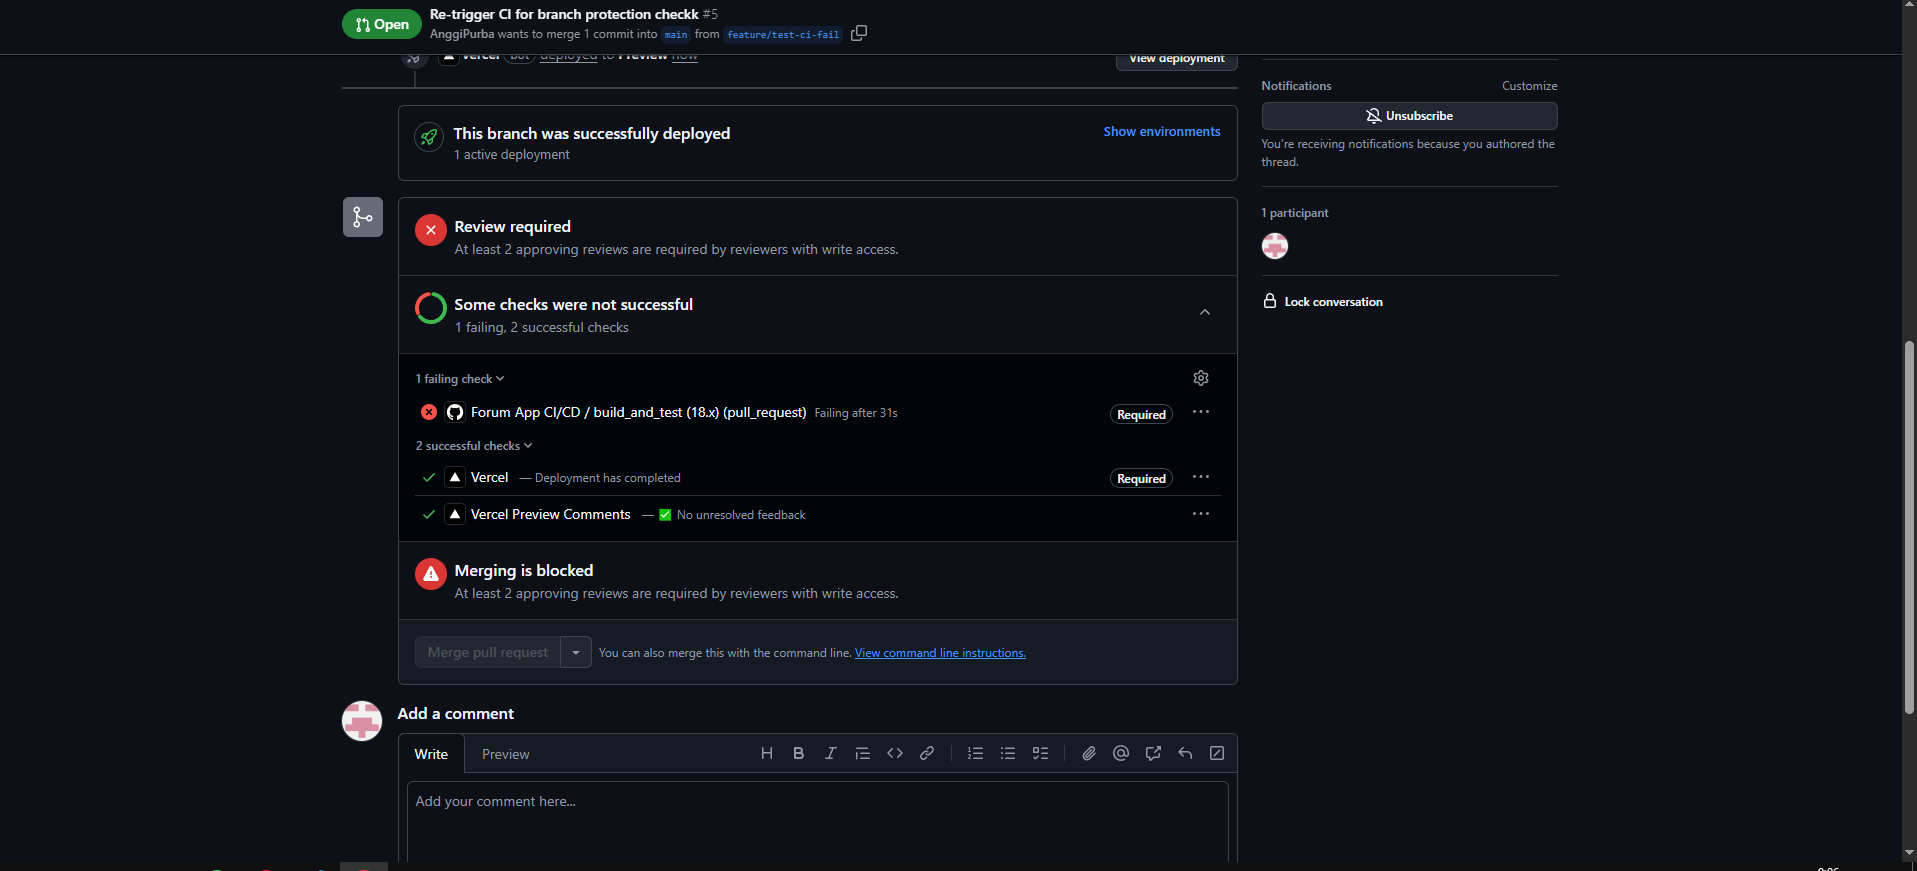 Open
Re-trigger CI for branch protection checkk #5
AnggiPurba wants to merge 1 commit into main from feature/test-ci-fail
vercel bot deployed to Preview now
View deployment
This branch was successfully deployed
1 active deployment
Show environments
Review required
At least 2 approving reviews are required by reviewers with write access.
Some checks were not successful
1 failing, 2 successful checks
1 failing check
Forum App CI/CD / build_and_test (18.x) (pull_request) Failing after 31s
Required
2 successful checks
Vercel — Deployment has completed
Required
Vercel Preview Comments — ✅ No unresolved feedback
Merging is blocked
At least 2 approving reviews are required by reviewers with write access.
Merge pull request
You can also merge this with the command line. View command line instructions.
Add a comment
Write
Preview
Add your comment here...
Notifications
Customize
Unsubscribe
You're receiving notifications because you authored the
thread.
1 participant
Lock conversation